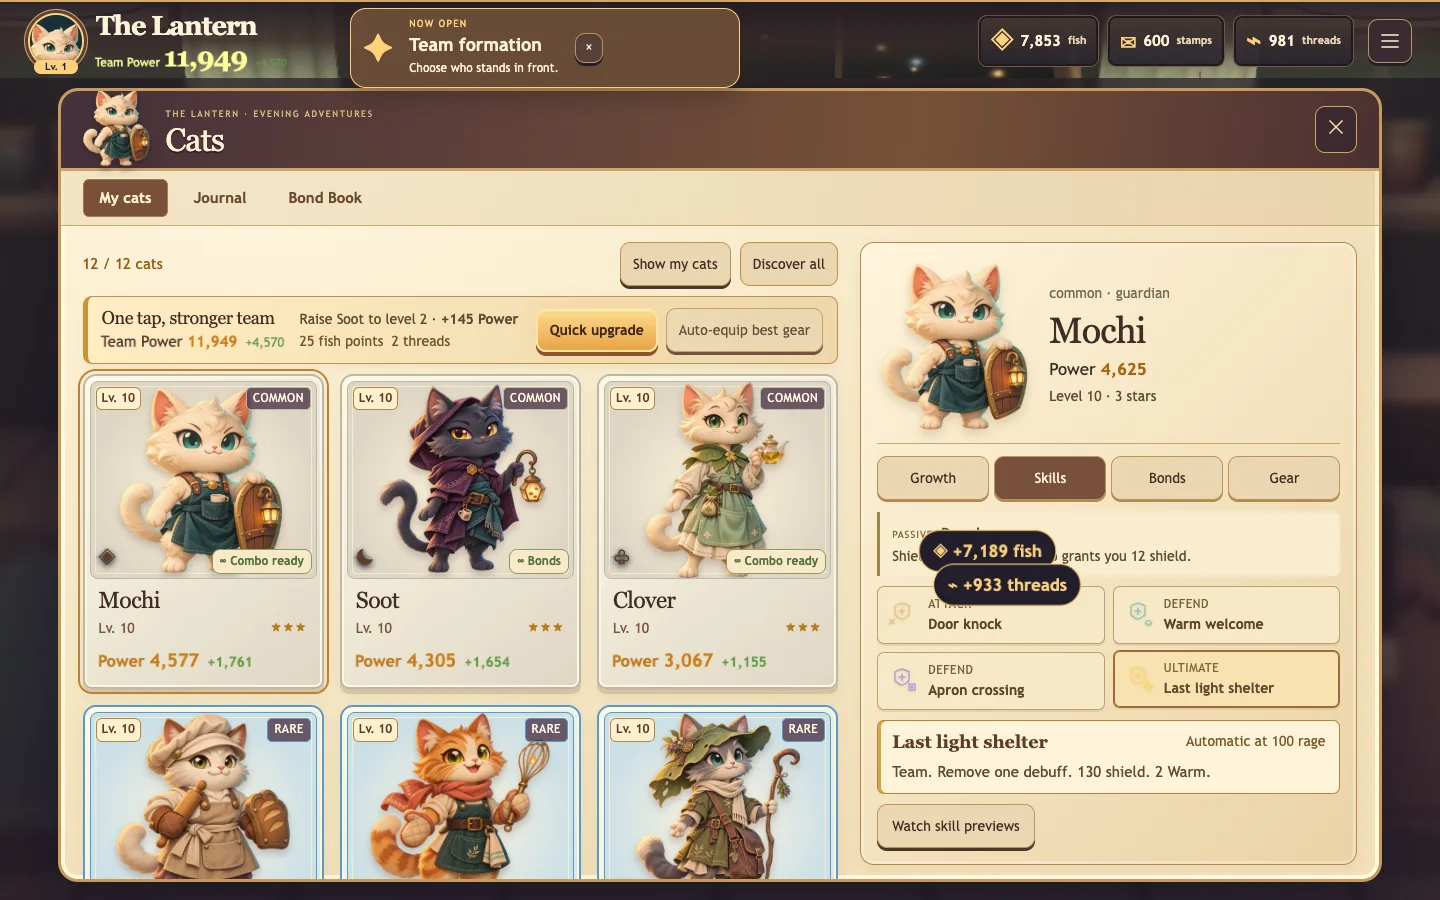 The Lantern
Lv. 1
Team Power 11,949 +4,570
NOW OPEN
Team formation
Choose who stands in front.
×
7,853 fish
600 stamps
981 threads
THE LANTERN · EVENING ADVENTURES
Cats
My cats
Journal
Bond Book
12 / 12 cats
Show my cats
Discover all
One tap, stronger team
Team Power 11,949 +4,570
Raise Soot to level 2 · +145 Power
25 fish points 2 threads
Quick upgrade
Auto-equip best gear
Lv. 10
COMMON
∞ Combo ready
Mochi
Lv. 10
★★★
Power 4,577 +1,761
Lv. 10
COMMON
∞ Bonds
Soot
Lv. 10
★★★
Power 4,305 +1,654
Lv. 10
COMMON
∞ Combo ready
Clover
Lv. 10
★★★
Power 3,067 +1,155
Lv. 10
RARE
Lv. 10
RARE
Lv. 10
RARE
common · guardian
Mochi
Power 4,625
Level 10 · 3 stars
Growth
Skills
Bonds
Gear
PASSIVE
+7,189 fish
grants you 12 shield.
+933 threads
ATTACK
Door knock
DEFEND
Warm welcome
DEFEND
Apron crossing
ULTIMATE
Last light shelter
Last light shelter
Automatic at 100 rage
Team. Remove one debuff. 130 shield. 2 Warm.
Watch skill previews